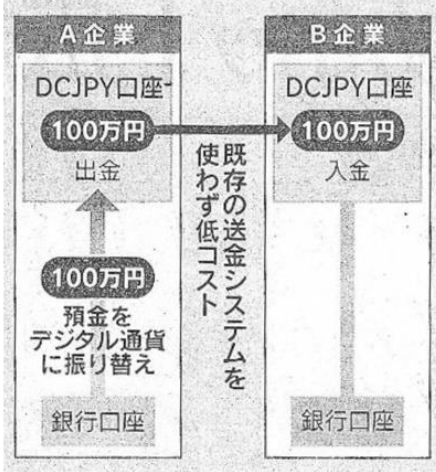 A企業
DCJPY口座
100万円
出金
100万円
預金を
デジタル通貨
に振り替え
銀行口座
既存の送金システムを
使わず低コスト
B企業
DCJPY口座
100万円
入金
銀行口座